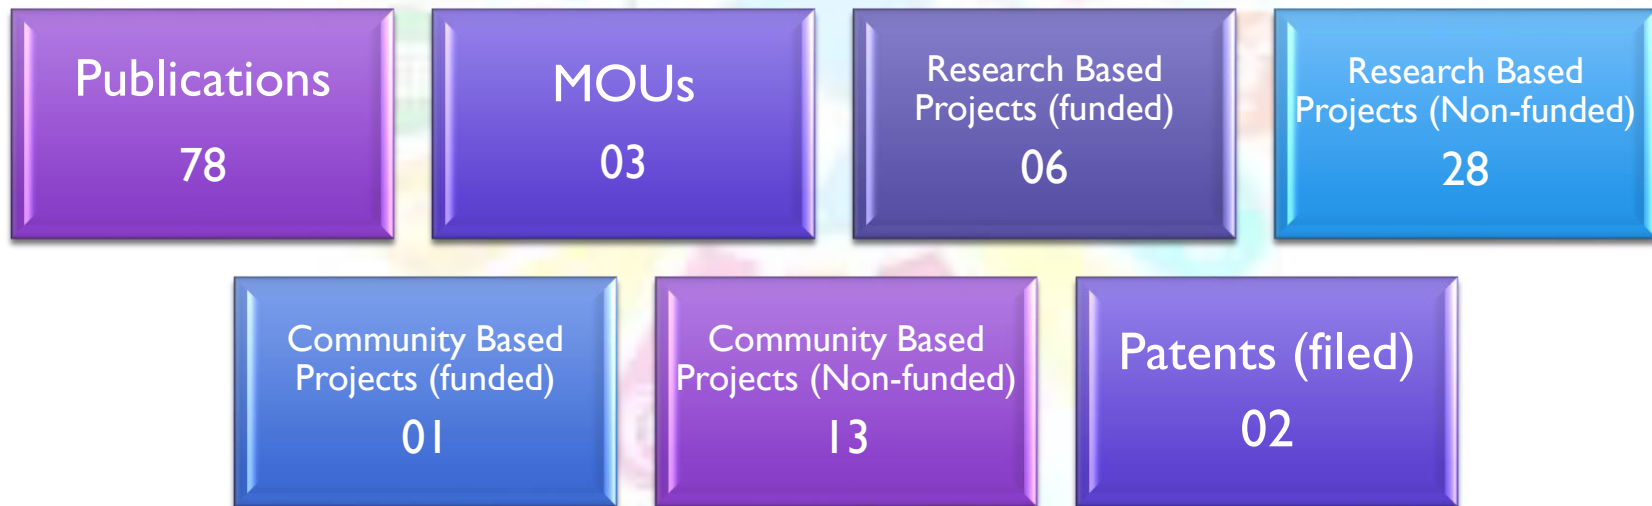 Publications
78
MOUs
03
Research Based
Projects (funded)
06
Research Based
Projects (Non-funded)
28
Community Based
Projects (funded)
01
Community Based
Projects (Non-funded)
13
Patents (filed)
02